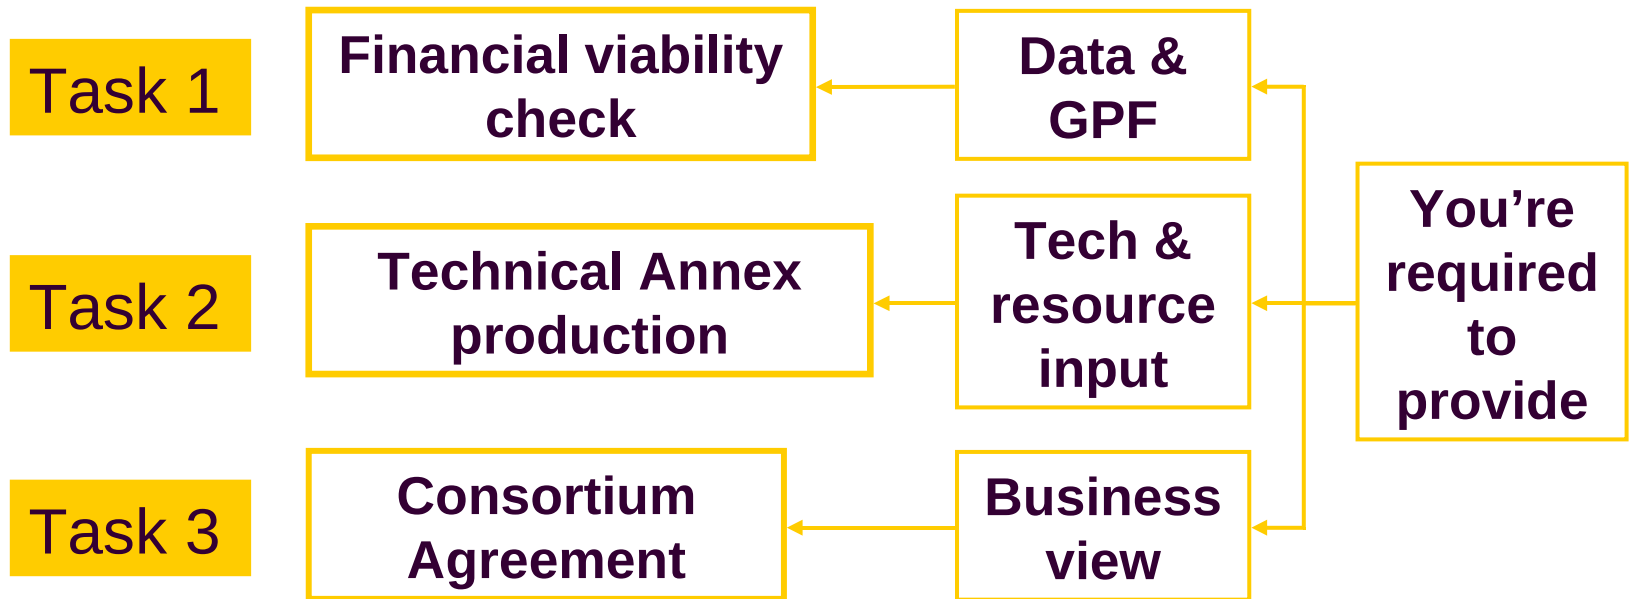 Task 1
Financial viability
check
Data &
GPF
Task 2
Technical Annex
production
Tech &
resource
input
You’re
required
to
provide
Task 3
Consortium
Agreement
Business
view